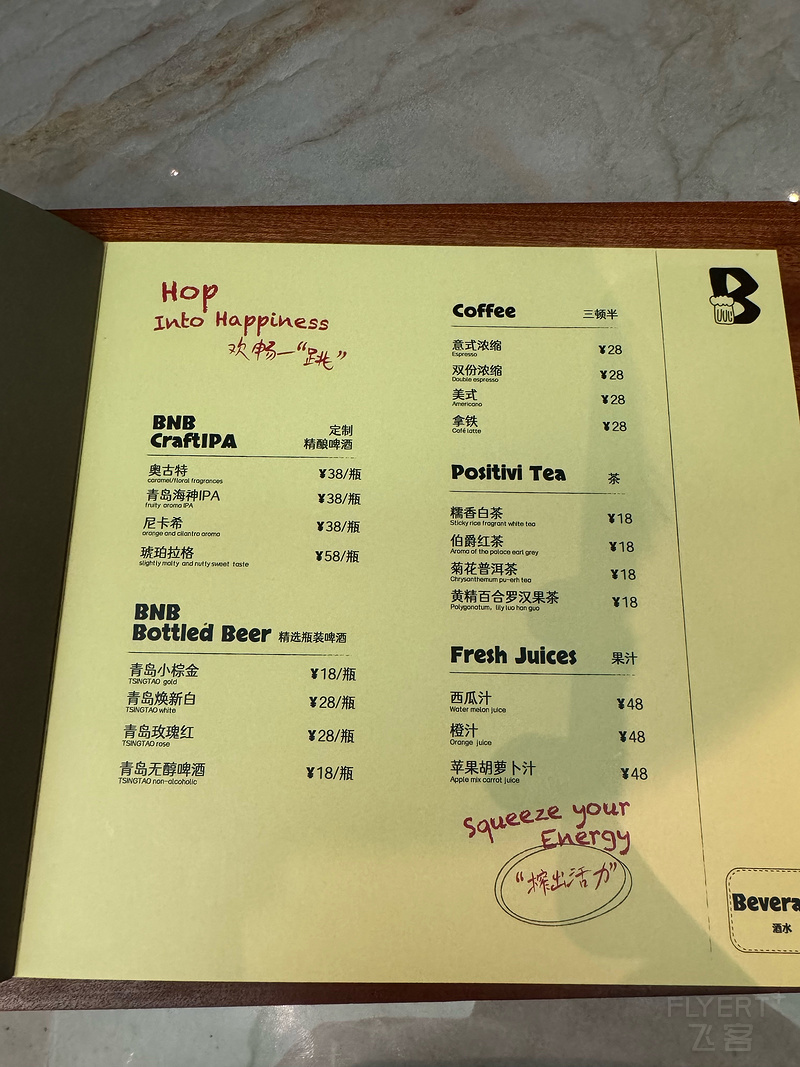 Hop
Into Happiness
欢畅一“跳”
BNB
CraftIPA
定制
精酿啤酒
奥古特 ¥38/瓶
caramel/floral fragrances
青岛海神IPA ¥38/瓶
fruity aroma IPA
尼卡希 ¥38/瓶
orange and cilantro aroma
琥珀拉格 ¥58/瓶
slightly malty and nutty sweet taste
BNB
Bottled Beer 精选瓶装啤酒
青岛小棕金 ¥18/瓶
TSINGTAO gold
青岛焕新白 ¥28/瓶
TSINGTAO white
青岛玫瑰红 ¥28/瓶
TSINGTAO rose
青岛无醇啤酒 ¥18/瓶
TSINGTAO non-alcoholic
Coffee 三顿半
意式浓缩 ¥28
Espresso
双份浓缩 ¥28
Double espresso
美式 ¥28
Americano
拿铁 ¥28
Café latte
Positivi Tea 茶
糯香白茶 ¥18
Sticky rice fragrant white tea
伯爵红茶 ¥18
Aroma of the palace earl grey
菊花普洱茶 ¥18
Chrysanthemum pu-erh tea
黄精百合罗汉果茶 ¥18
Polygonatum, lily luo han guo
Fresh Juices 果汁
西瓜汁 ¥48
Water melon juice
橙汁 ¥48
Orange juice
苹果胡萝卜汁 ¥48
Apple mix carrot juice
Squeeze your
Energy
“榨出活力”
B
Bevera
酒水
FLYERT
飞客